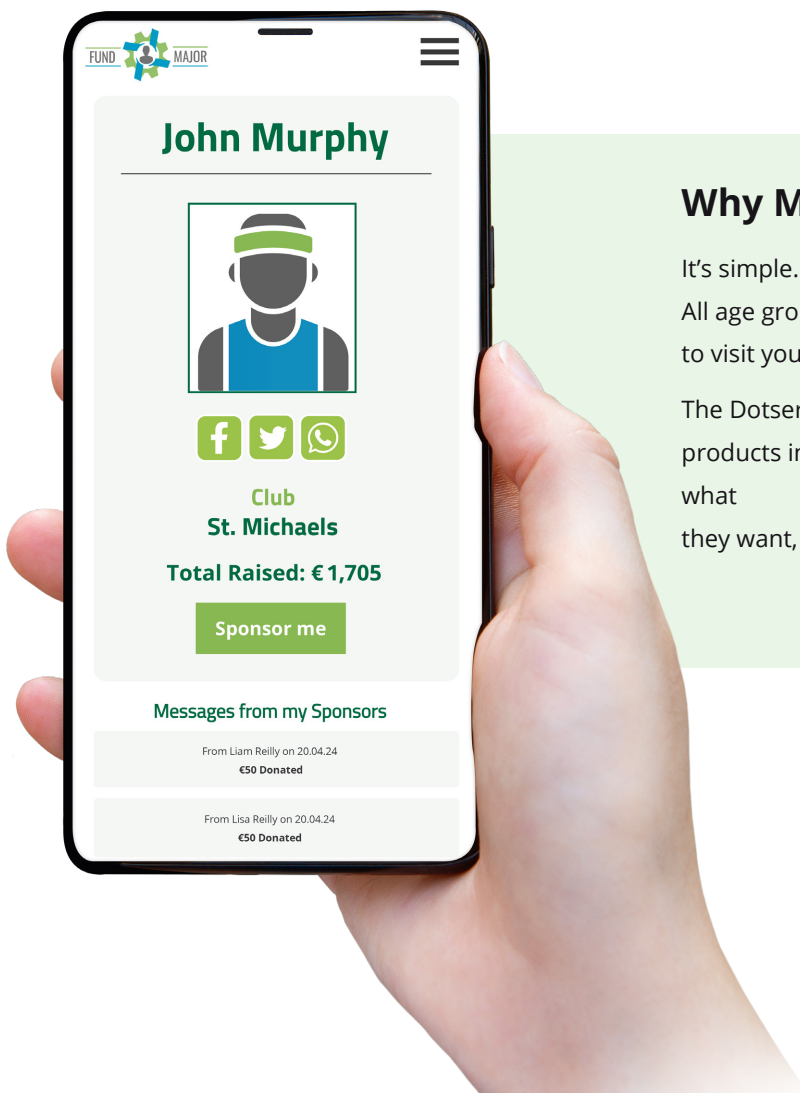 FUND MAJOR
John Murphy
Club
St. Michaels
Total Raised: €1,705
Sponsor me
Messages from my Sponsors
From Liam Reilly on 20.04.24
€50 Donated
From Lisa Reilly on 20.04.24
€50 Donated
Why M
It's simple.
All age gro
to visit you
The Dotser
products in
what
they want,